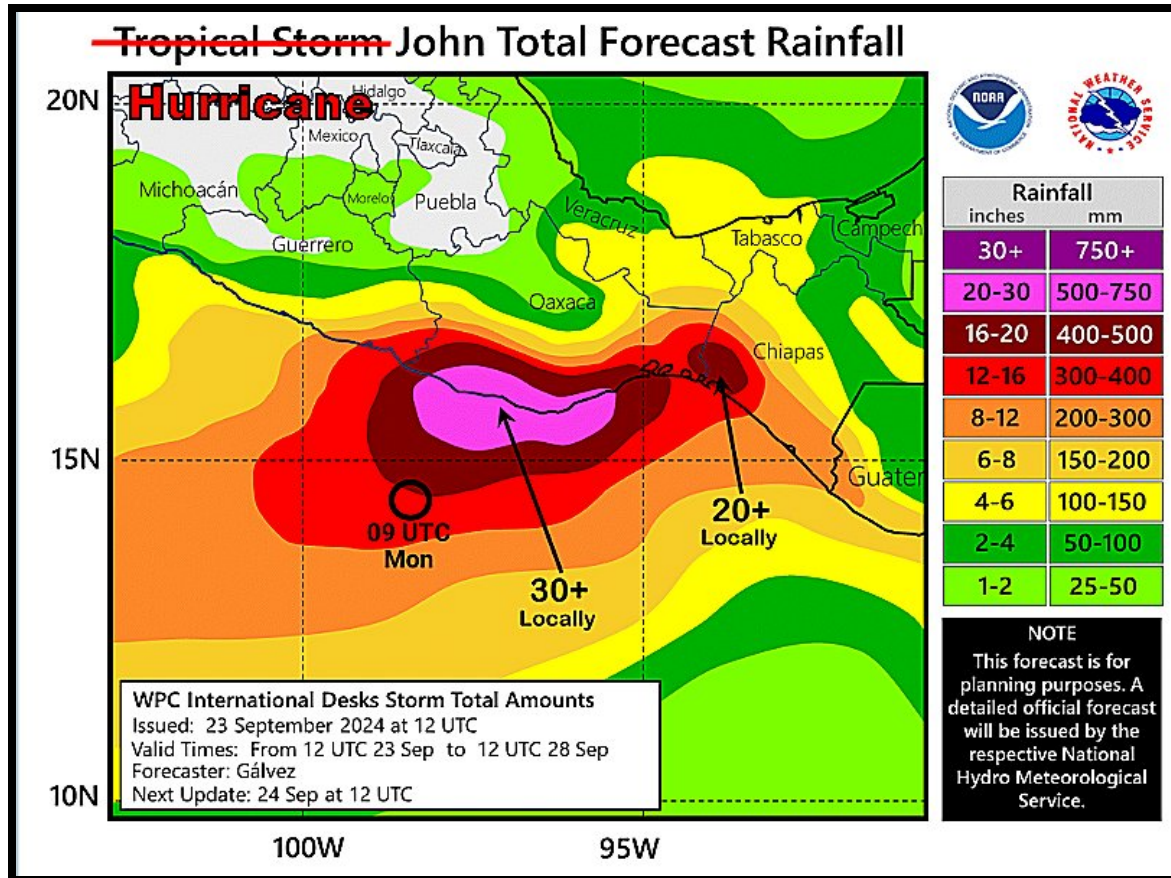 Tropical Storm John Total Forecast Rainfall
Hurricane
20N
15N
10N
100W
95W
Hidalgo
Mexico
Tlaxcala
Michoacán
Morelos
Puebla
Guerrero
Veracruz
Tabasco
Campech
Oaxaca
Chiapas
Guatem
09 UTC
Mon
30+
Locally
20+
Locally
WPC International Desks Storm Total Amounts
Issued: 23 September 2024 at 12 UTC
Valid Times: From 12 UTC 23 Sep to 12 UTC 28 Sep
Forecaster: Gálvez
Next Update: 24 Sep at 12 UTC
NOAA
NATIONAL WEATHER SERVICE
Rainfall
inches mm
30+ 750+
20-30 500-750
16-20 400-500
12-16 300-400
8-12 200-300
6-8 150-200
4-6 100-150
2-4 50-100
1-2 25-50
NOTE
This forecast is for
planning purposes. A
detailed official forecast
will be issued by the
respective National
Hydro Meteorological
Service.